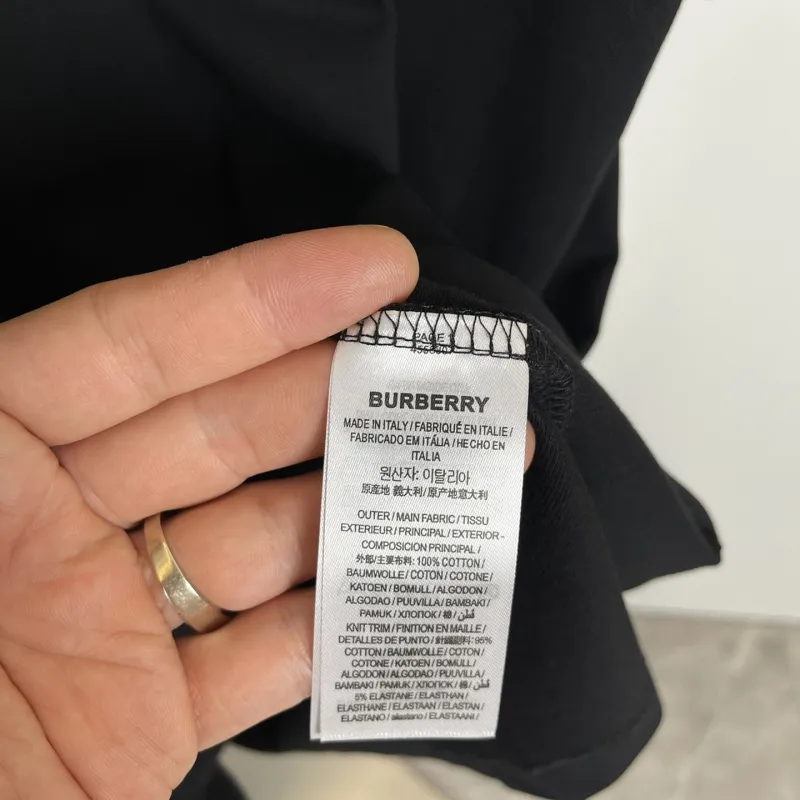 PAGE
BURBERRY
MADE IN ITALY / FABRIQUÉ EN ITALIE /
FABRICADO EM ITÁLIA / HECHO EN
ITALIA
원산지: 이탈리아
原産地 義大利 / 原产地意大利
OUTER / MAIN FABRIC / TISSU
EXTERIEUR / PRINCIPAL / EXTERIOR -
COMPOSICION PRINCIPAL /
外部/主要布料: 100% COTTON /
BAUMWOLLE / COTON / COTONE /
KATOEN / BOMULL / ALGODON /
ALGODAO / PUUVILLA / BAMBAKI /
PAMUK / ХЛОПОК / 棉 / قطن
KNIT TRIM / FINITION EN MAILLE /
DETALLES DE PUNTO / 針織部料: 95%
COTTON / BAUMWOLLE / COTON /
COTONE / KATOEN / BOMULL /
ALGODON / ALGODAO / PUUVILLA /
BAMBAKI / PAMUK / ХЛОПОК / 棉 / قطن
5% ELASTANE / ELASTHAN /
ELASTHANE / ELASTAAN / ELASTAN /
ELASTANO / elastano / ELASTAANI /